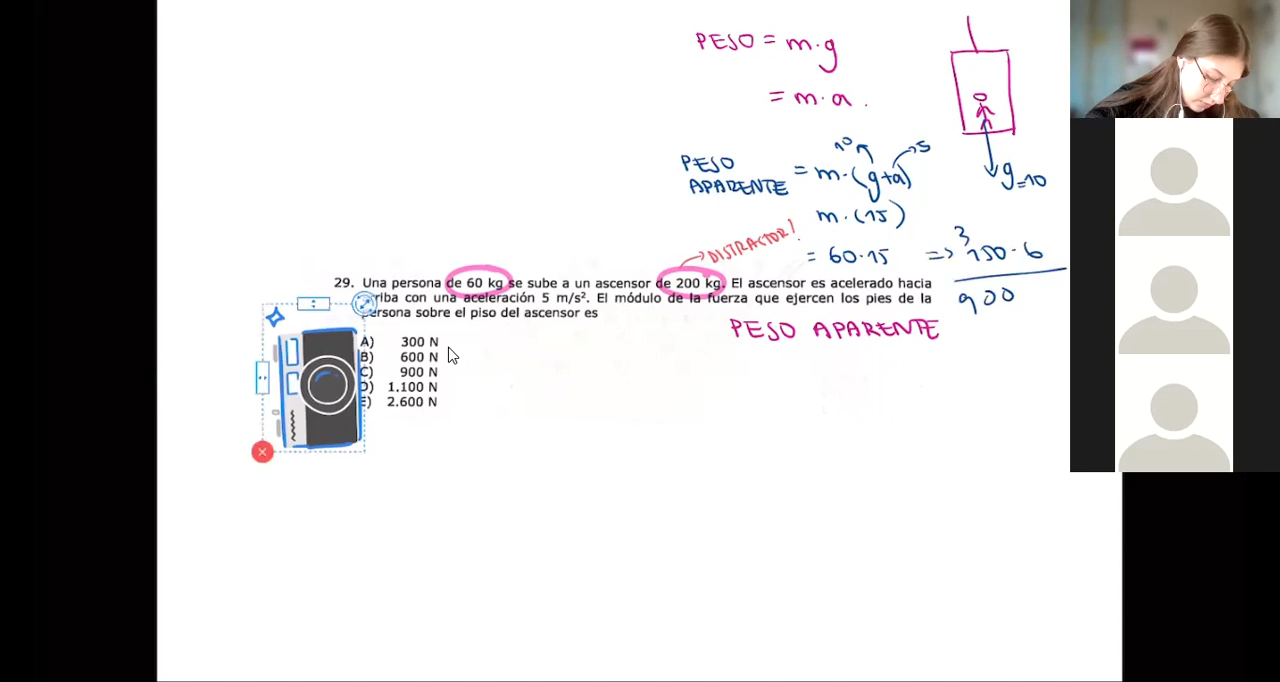 PESO = m·g
= m·a.
10 5
PESO
APARENTE = m·(g+a)
g=10
m·(15)
DISTRACTOR!
= 60·15 => 3
150·6
900
29. Una persona de 60 kg se sube a un ascensor de 200 kg. El ascensor es acelerado hacia
riba con una aceleración 5 m/s². El módulo de la fuerza que ejercen los pies de la
ersona sobre el piso del ascensor es
PESO APARENTE
A) 300 N
B) 600 N
C) 900 N
D) 1.100 N
E) 2.600 N